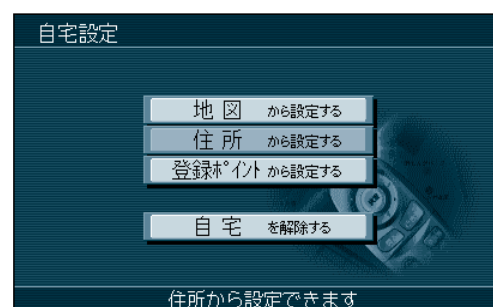 自宅設定
地図 から設定する
住所 から設定する
登録ﾎﾟｲﾝﾄ から設定する
自宅 を解除する
住所から設定できます